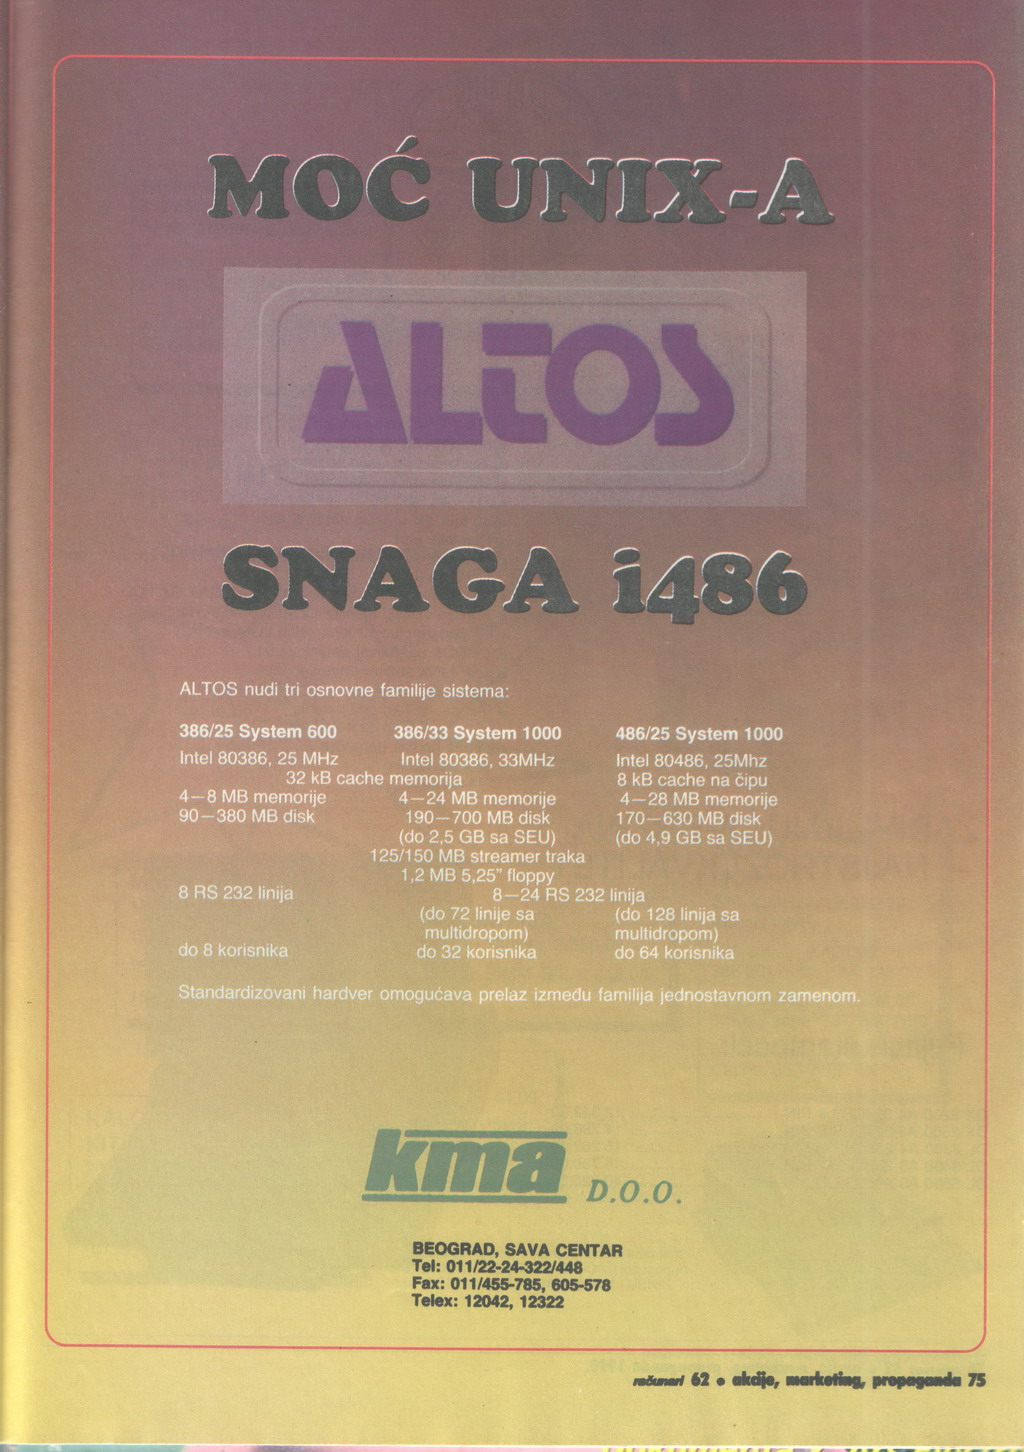 MOĆ UNIX-A
ALTOS
SNAGA i486
ALTOS nudi tri osnovne familije sistema:
386/25 System 600 386/33 System 1000 486/25 System 1000
Intel 80386, 25 MHz Intel 80386, 33MHz Intel 80486, 25Mhz
32 kB cache memorija 8 kB cache na čipu
4—8 MB memorije 4—24 MB memorije 4—28 MB memorije
90—380 MB disk 190—700 MB disk 170—630 MB disk
(do 2,5 GB sa SEU) (do 4,9 GB sa SEU)
125/150 MB streamer traka
1,2 MB 5,25” floppy
8 RS 232 linija 8—24 RS 232 linija
(do 72 linije sa (do 128 linija sa
multidropom) multidropom)
do 8 korisnika do 32 korisnika do 64 korisnika
Standardizovani hardver omogućava prelaz između familija jednostavnom zamenom.
kma D.O.O.
BEOGRAD, SAVA CENTAR
Tel: 011/22-24-322/448
Fax: 011/455-785, 605-578
Telex: 12042, 12322
računari 62 • akcije, marketing, propaganda 75